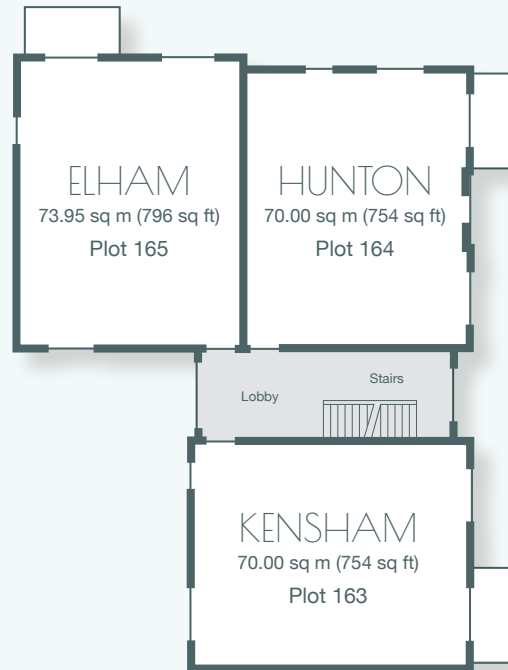 ELHAM
73.95 sq m (796 sq ft)
Plot 165
HUNTON
70.00 sq m (754 sq ft)
Plot 164
Lobby
Stairs
KENSHAM
70.00 sq m (754 sq ft)
Plot 163